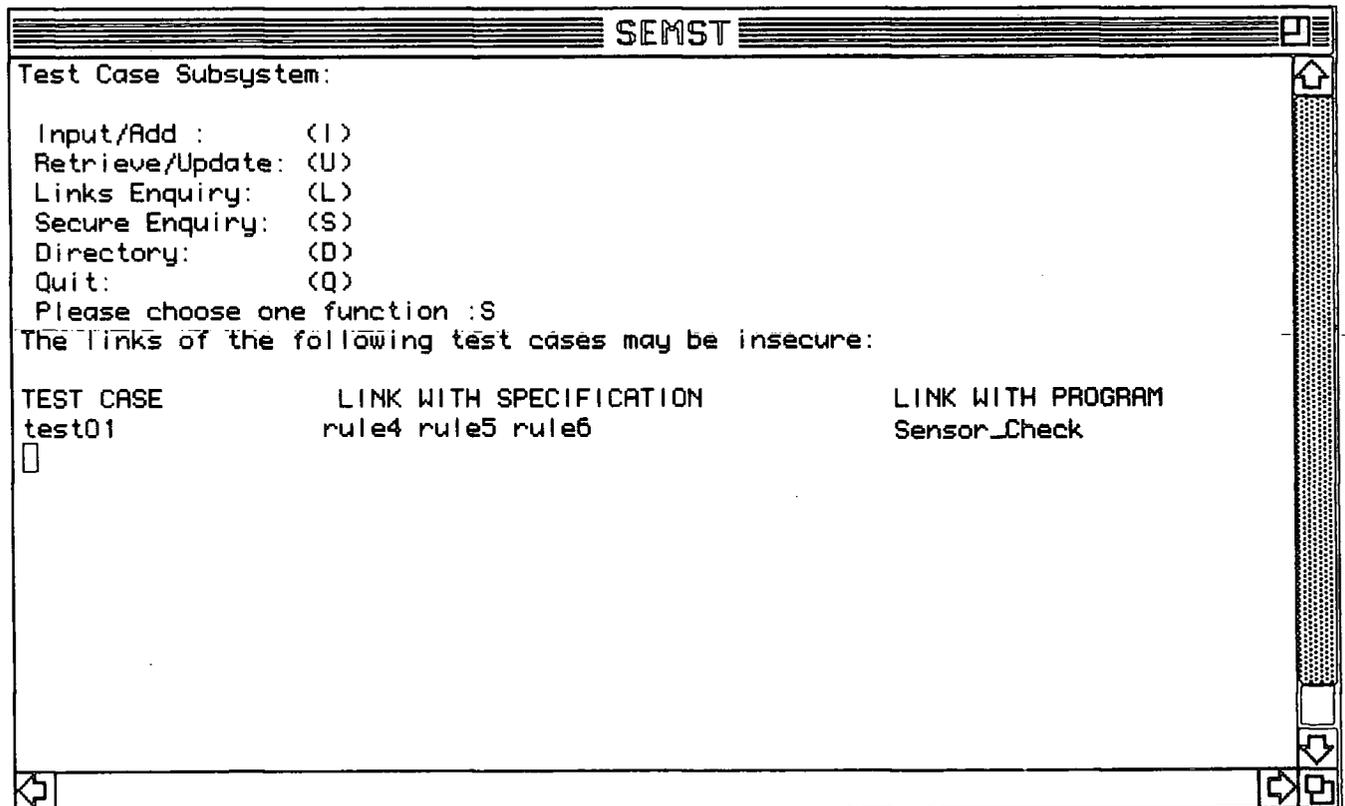 SEMST
Test Case Subsystem:
Input/Add : (I)
Retrieve/Update: (U)
Links Enquiry: (L)
Secure Enquiry: (S)
Directory: (D)
Quit: (Q)
Please choose one function :S
The links of the following test cases may be insecure:
TEST CASE LINK WITH SPECIFICATION LINK WITH PROGRAM
test01 rule4 rule5 rule6 Sensor_Check